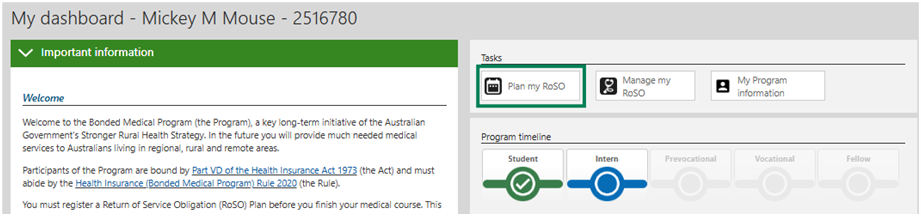 My dashboard - Mickey M Mouse - 2516780
Important information
Welcome
Welcome to the Bonded Medical Program (the Program), a key long-term initiative of the Australian
Government's Stronger Rural Health Strategy. In the future you will provide much needed medical
services to Australians living in regional, rural and remote areas.
Participants of the Program are bound by Part VD of the Health Insurance Act 1973 (the Act) and must
abide by the Health Insurance (Bonded Medical Program) Rule 2020 (the Rule).
You must register a Return of Service Obligation (RoSO) Plan before you finish your medical course. This
Tasks
Plan my RoSO
Manage my
RoSO
My Program
information
Program timeline
Student
Intern
Prevocational
Vocational
Fellow